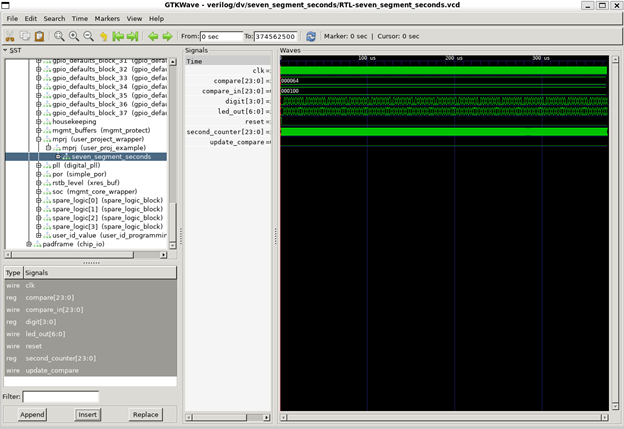 GTKWave - verilog/dv/seven_segment_seconds/RTL-seven_segment_seconds.vcd
File Edit Search Time Markers View Help
From: 0 sec To: 374562500 Marker: 0 sec | Cursor: 0 sec
SST
gpio_defaults_block_31 (gpio_defau
gpio_defaults_block_32 (gpio_defau
gpio_defaults_block_33 (gpio_defau
gpio_defaults_block_34 (gpio_defau
gpio_defaults_block_35 (gpio_defau
gpio_defaults_block_36 (gpio_defau
gpio_defaults_block_37 (gpio_defau
housekeeping
mgmt_buffers (mgmt_protect)
mprj (user_project_wrapper)
mprj (user_proj_example)
seven_segment_seconds
pll (digital_pll)
por (simple_por)
rstb_level (xres_buf)
soc (mgmt_core_wrapper)
spare_logic[0] (spare_logic_block)
spare_logic[1] (spare_logic_block)
spare_logic[2] (spare_logic_block)
spare_logic[3] (spare_logic_block)
user_id_value (user_id_programmin
padframe (chip_io)
Type Signals
wire clk
reg compare[23:0]
wire compare_in[23:0]
reg digit[3:0]
wire led_out[6:0]
wire reset
reg second_counter[23:0]
wire update_compare
Filter:
Append Insert Replace
Signals
Time
clk=
compare[23:0]=
compare_in[23:0]=
digit[3:0]=
led_out[6:0]=
reset=
second_counter[23:0]=
update_compare=
Waves
100 us 200 us 300 us
000064
000100